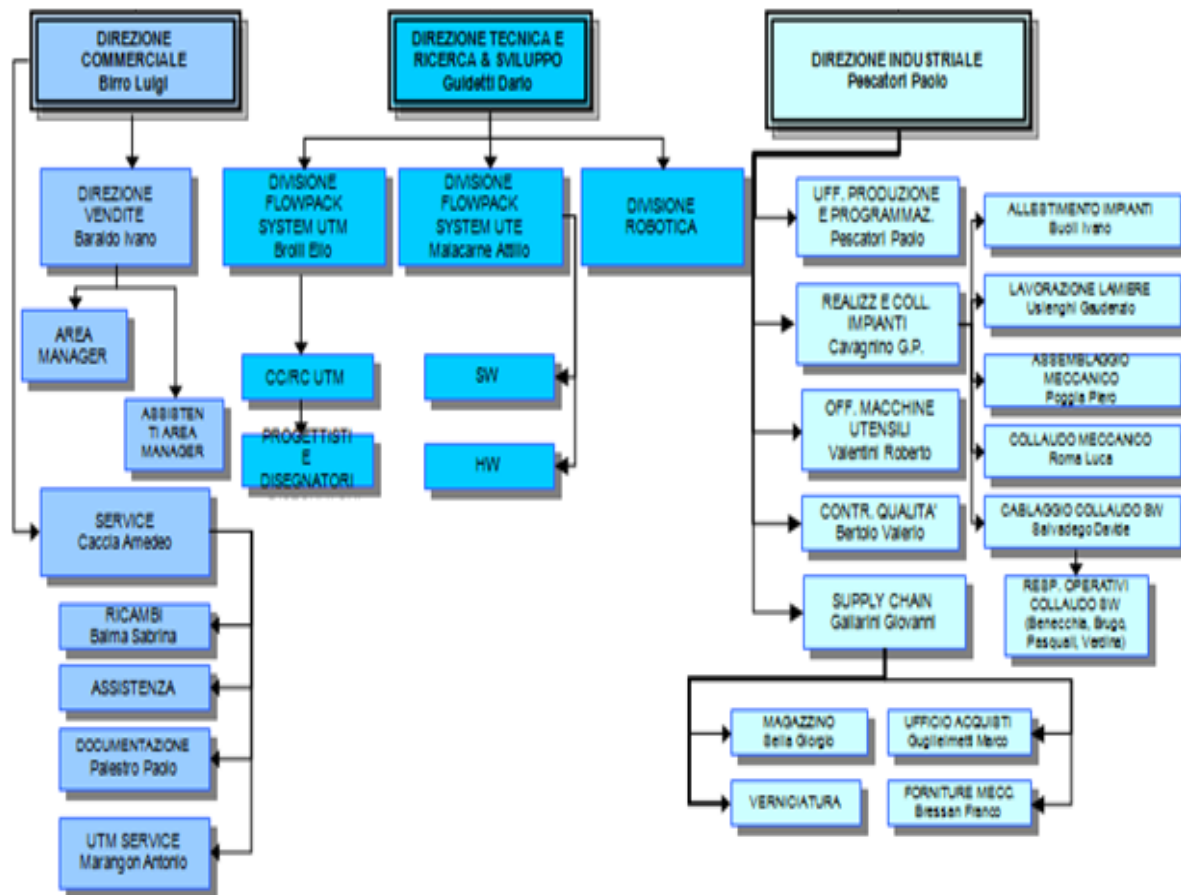 DIREZIONE
COMMERCIALE
Birro Luigi
DIREZIONE TECNICA E
RICERCA & SVILUPPO
Guidetti Dario
DIREZIONE INDUSTRIALE
Pescatori Paolo
DIREZIONE
VENDITE
Baraldo Ivano
AREA
MANAGER
ASSISTEN
TI AREA
MANAGER
SERVICE
Caccia Amedeo
RICAMBI
Balma Sabrina
ASSISTENZA
DOCUMENTAZIONE
Palestro Paolo
UTM SERVICE
Marangon Antonio
DIVISIONE
FLOWPACK
SYSTEM UTM
Brolli Elio
CC/RC UTM
PROGETTISTI
E
DISEGNATORI
DIVISIONE
FLOWPACK
SYSTEM UTE
Malacarne Attilio
SW
HW
DIVISIONE
ROBOTICA
UFF. PRODUZIONE
E PROGRAMMAZ.
Pescatori Paolo
REALIZZ E COLL.
IMPIANTI
Cavagnino G.P.
OFF. MACCHINE
UTENSILI
Valentini Roberto
CONTR. QUALITA'
Bertolo Valerio
SUPPLY CHAIN
Gallarini Giovanni
ALLESTIMENTO IMPIANTI
Ivano
LAVORAZIONE LAMIERE
Uslenghi Gaudenzio
ASSEMBLAGGIO
MECCANICO
Poggia Piero
COLLAUDO MECCANICO
Roma Luca
CABLAGGIO COLLAUDO SW
Salvadego Davide
RESP. OPERATIVI
COLLAUDO SW
(Benecchia, Brugo,
Pasquali, Verdina)
MAGAZZINO
Bella Giorgio
VERNICIATURA
UFFICIO ACQUISTI
Guglielmetti Marco
FORNITURE MECC.
Bressan Franco